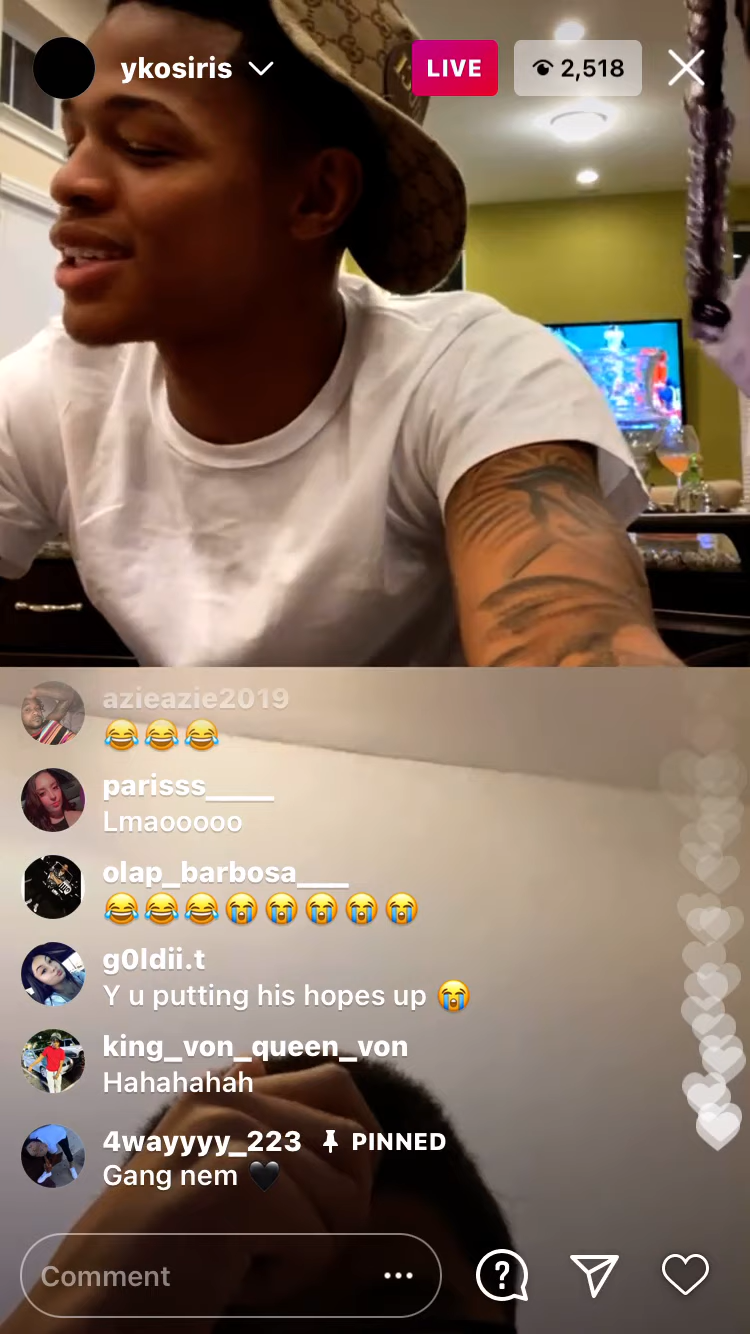 ykosiris
LIVE
2,518
azieazie2019
😂😂😂
parisss_____
Lmaooooo
olap_barbosa___
😂😂😂😭😭😭😭😭
g0ldii.t
Y u putting his hopes up 😭
king_von_queen_von
Hahahahah
4wayyyy_223 📌 PINNED
Gang nem 🖤
Comment